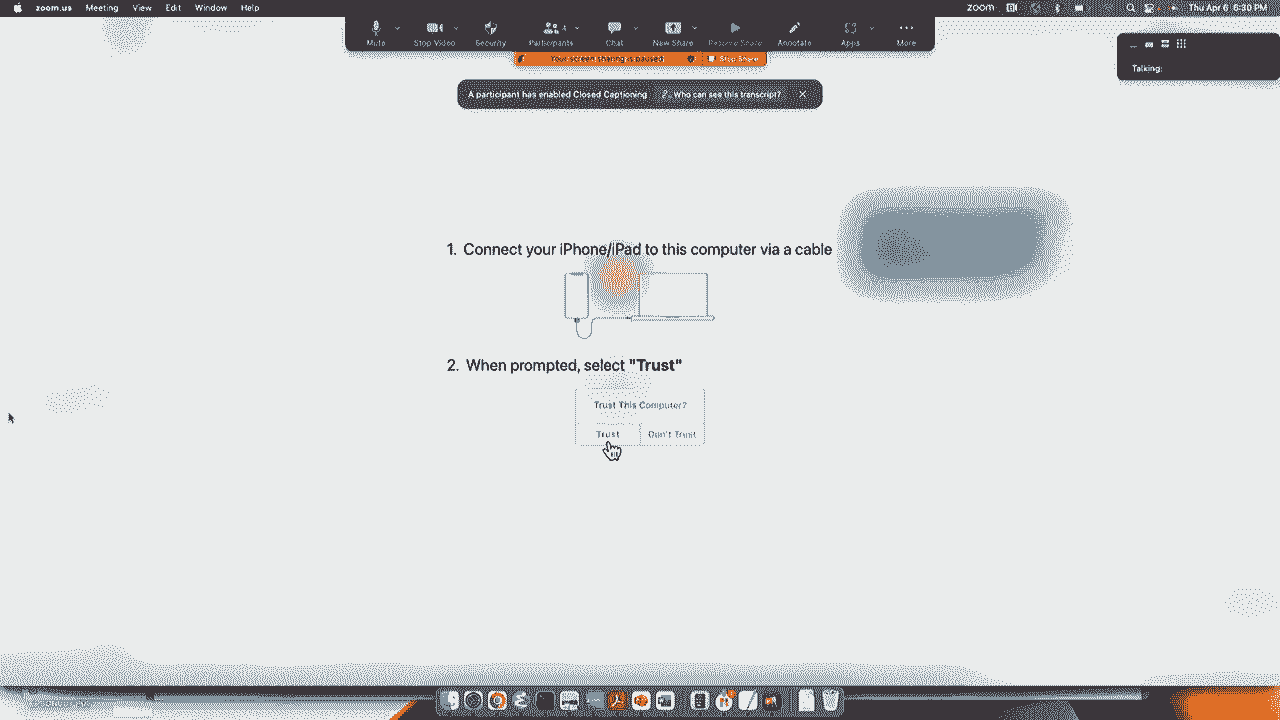 zoom.us Meeting View Edit Window Help
zoom Thu Apr 6 6:30 PM
Mute Stop Video Security Participants Chat New Share Pause Share Annotate Apps More
Your screen sharing is paused Stop Share
Talking:
A participant has enabled Closed Captioning Who can see this transcript?
1. Connect your iPhone/iPad to this computer via a cable
2. When prompted, select "Trust"
Trust This Computer?
Trust Don't Trust